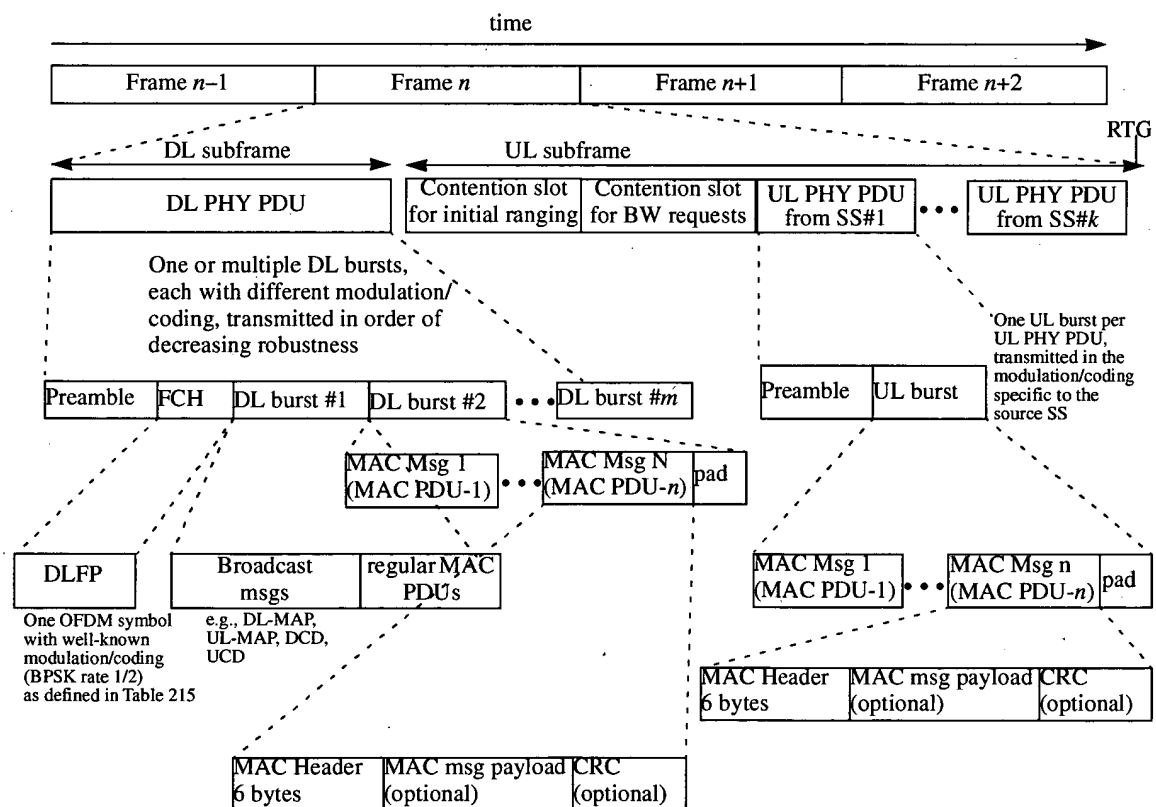 time
Frame n−1
Frame n
Frame n+1
Frame n+2
RTG
DL subframe
UL subframe
DL PHY PDU
Contention slot
for initial ranging
Contention slot
for BW requests
UL PHY PDU
from SS#1
•••
UL PHY PDU
from SS#k
One or multiple DL bursts,
each with different modulation/
coding, transmitted in order of
decreasing robustness
One UL burst per
UL PHY PDU,
transmitted in the
modulation/coding
specific to the
source SS
Preamble
FCH
DL burst #1
DL burst #2
•••
DL burst #m
Preamble
UL burst
MAC Msg 1
(MAC PDU-1)
•••
MAC Msg N
(MAC PDU-n)
pad
DLFP
One OFDM symbol
with well-known
modulation/coding
(BPSK rate 1/2)
as defined in Table 215
Broadcast
msgs
regular MAC
PDUs
e.g., DL-MAP,
UL-MAP, DCD,
UCD
MAC Msg 1
(MAC PDU-1)
•••
MAC Msg n
(MAC PDU-n)
pad
MAC Header
6 bytes
MAC msg payload
(optional)
CRC
(optional)
MAC Header
6 bytes
MAC msg payload
(optional)
CRC
(optional)